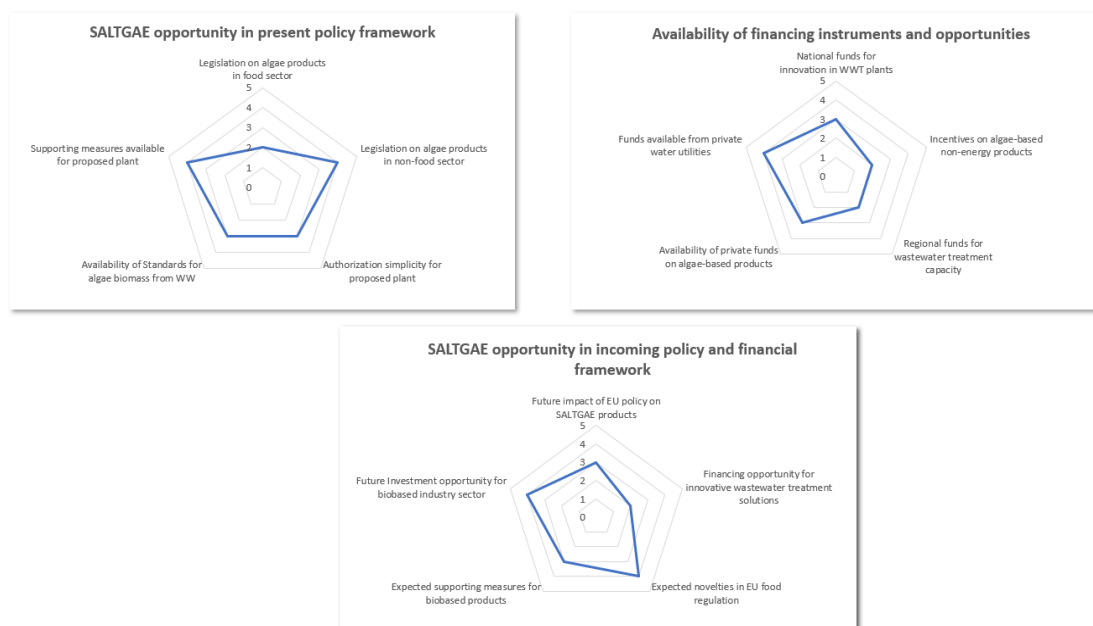 SALTGAE opportunity in present policy framework
Legislation on algae products
in food sector
5
4
3
2
1
0
Legislation on algae products
in non-food sector
Authorization simplicity for
proposed plant
Availability of Standards for
algae biomass from WW
Supporting measures available
for proposed plant
Availability of financing instruments and opportunities
National funds for
innovation in WWT plants
5
4
3
2
1
0
Incentives on algae-based
non-energy products
Regional funds for
wastewater treatment
capacity
Availability of private funds
on algae-based products
Funds available from private
water utilities
SALTGAE opportunity in incoming policy and financial
framework
Future impact of EU policy on
SALTGAE products
5
4
3
2
1
0
Financing opportunity for
innovative wastewater treatment
solutions
Expected novelties in EU food
regulation
Expected supporting measures for
biobased products
Future Investment opportunity for
biobased industry sector